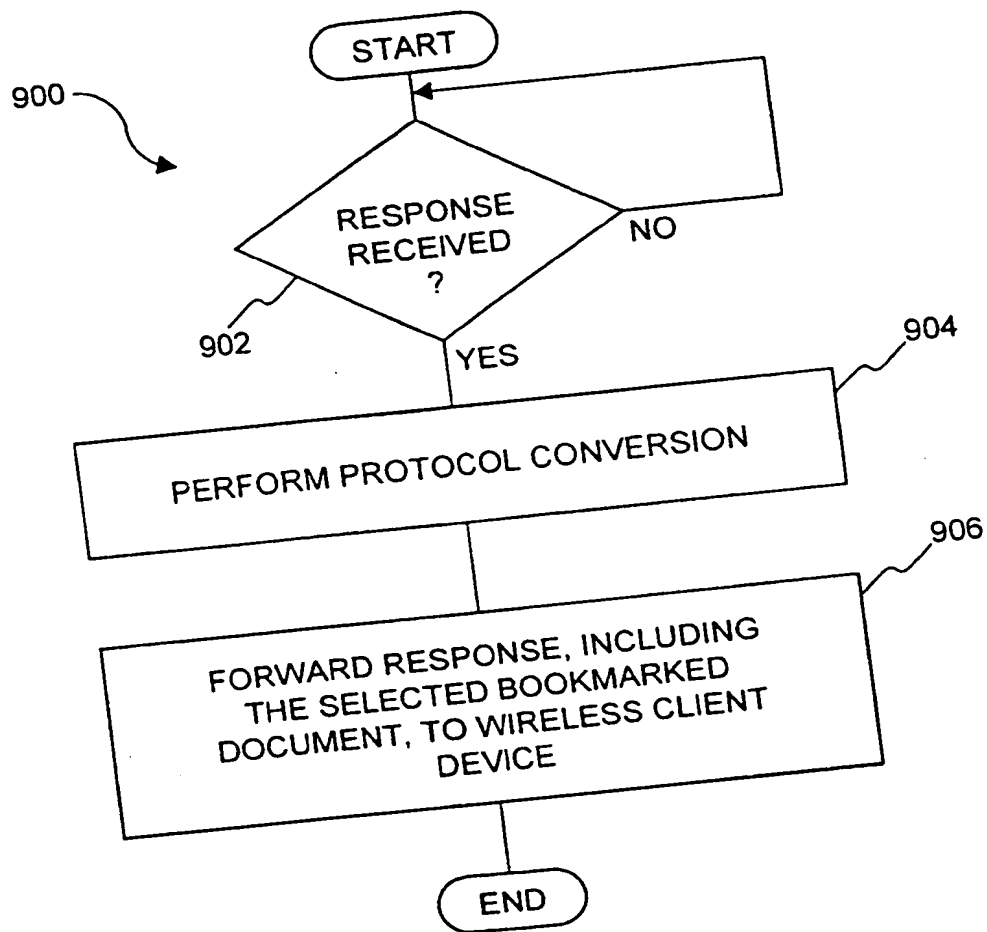 START
900
RESPONSE
RECEIVED
?
NO
902
YES
904
PERFORM PROTOCOL CONVERSION
906
FORWARD RESPONSE, INCLUDING
THE SELECTED BOOKMARKED
DOCUMENT, TO WIRELESS CLIENT
DEVICE
END